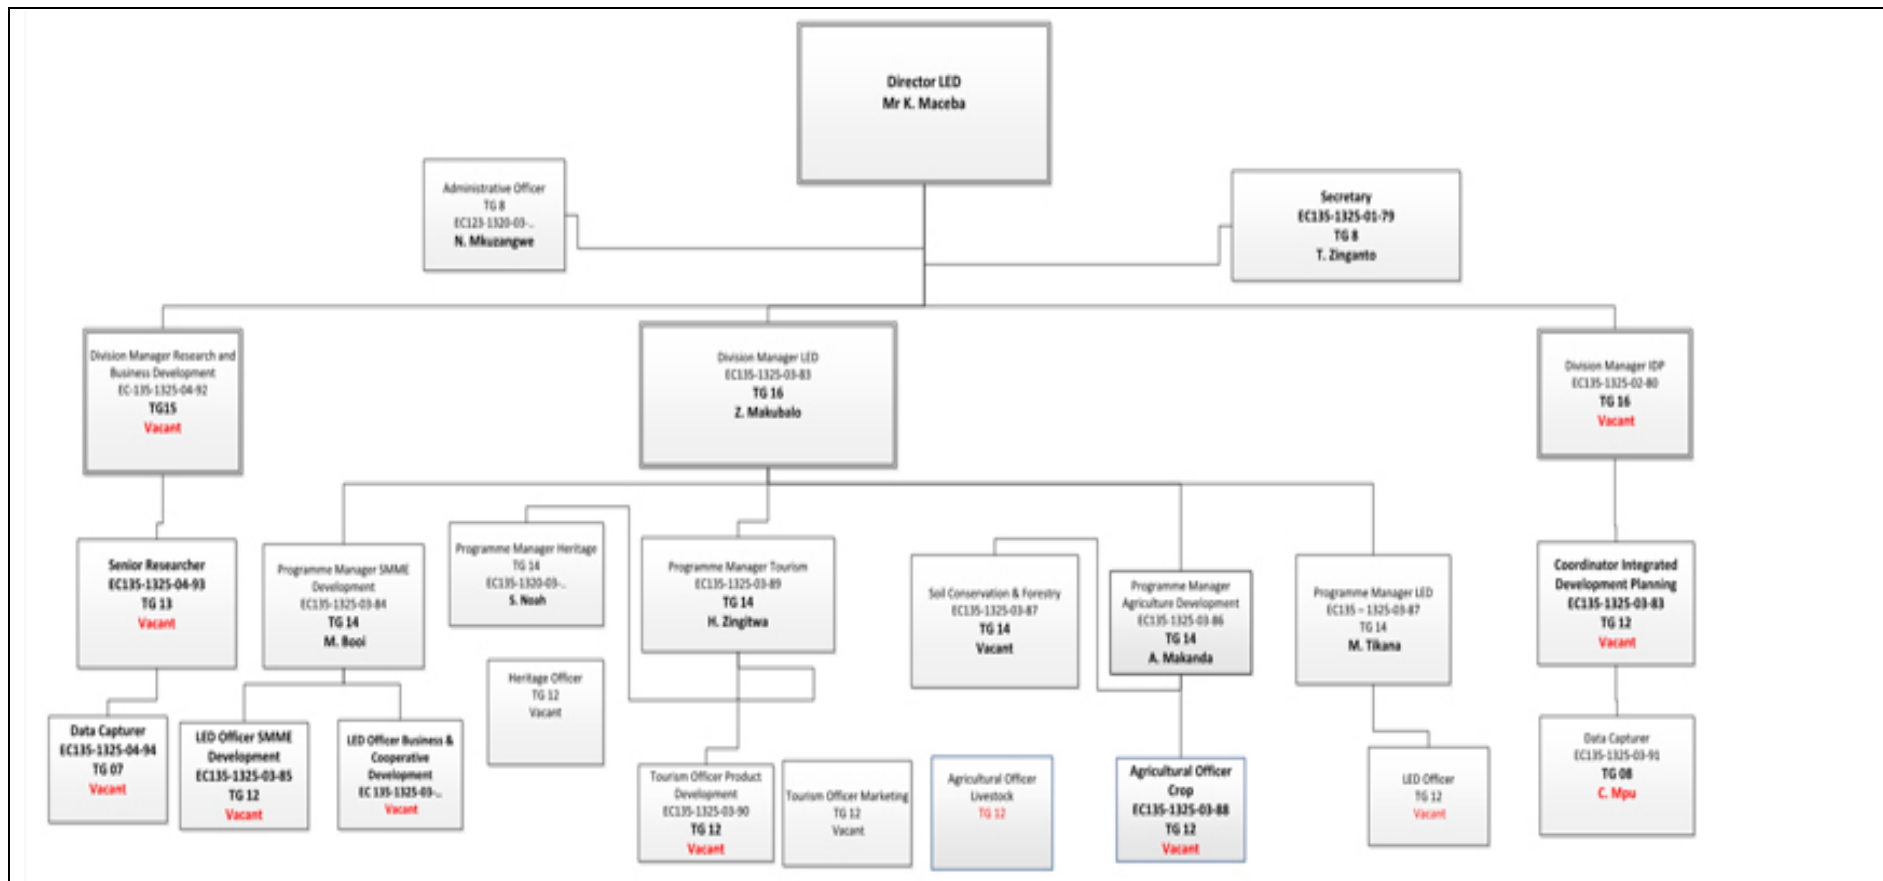 Director LED
Mr K. Maceba
Administrative Officer
TG 8
EC123-1320-03-..
N. Mkuzangwe
Secretary
EC135-1325-01-79
TG 8
T. Zinganto
Division Manager Research and
Business Development
EC-135-1325-04-92
TG15
Vacant
Division Manager LED
EC135-1325-03-83
TG 16
Z. Makubalo
Division Manager IDP
EC135-1325-02-80
TG 16
Vacant
Senior Researcher
EC135-1325-04-93
TG 13
Vacant
Programme Manager SMME
Development
EC135-1325-03-84
TG 14
M. Booi
Programme Manager Heritage
TG 14
EC135-1320-03-..
S. Noah
Programme Manager Tourism
EC135-1325-03-89
TG 14
H. Zingitwa
Soil Conservation & Forestry
EC135-1325-03-87
TG 14
Vacant
Programme Manager
Agriculture Development
EC135-1325-03-86
TG 14
A. Makanda
Programme Manager LED
EC135 – 1325-03-87
TG 14
M. Tikana
Coordinator Integrated
Development Planning
EC135-1325-03-83
TG 12
Vacant
Heritage Officer
TG 12
Vacant
Data Capturer
EC135-1325-04-94
TG 07
Vacant
LED Officer SMME
Development
EC135-1325-03-85
TG 12
Vacant
LED Officer Business &
Cooperative
Development
EC 135-1325-03-..
Vacant
Tourism Officer Product
Development
EC135-1325-03-90
TG 12
Vacant
Tourism Officer Marketing
TG 12
Vacant
Agricultural Officer
Livestock
TG 12
Agricultural Officer
Crop
EC135-1325-03-88
TG 12
Vacant
LED Officer
TG 12
Vacant
Data Capturer
EC135-1325-03-91
TG 08
C. Mpu